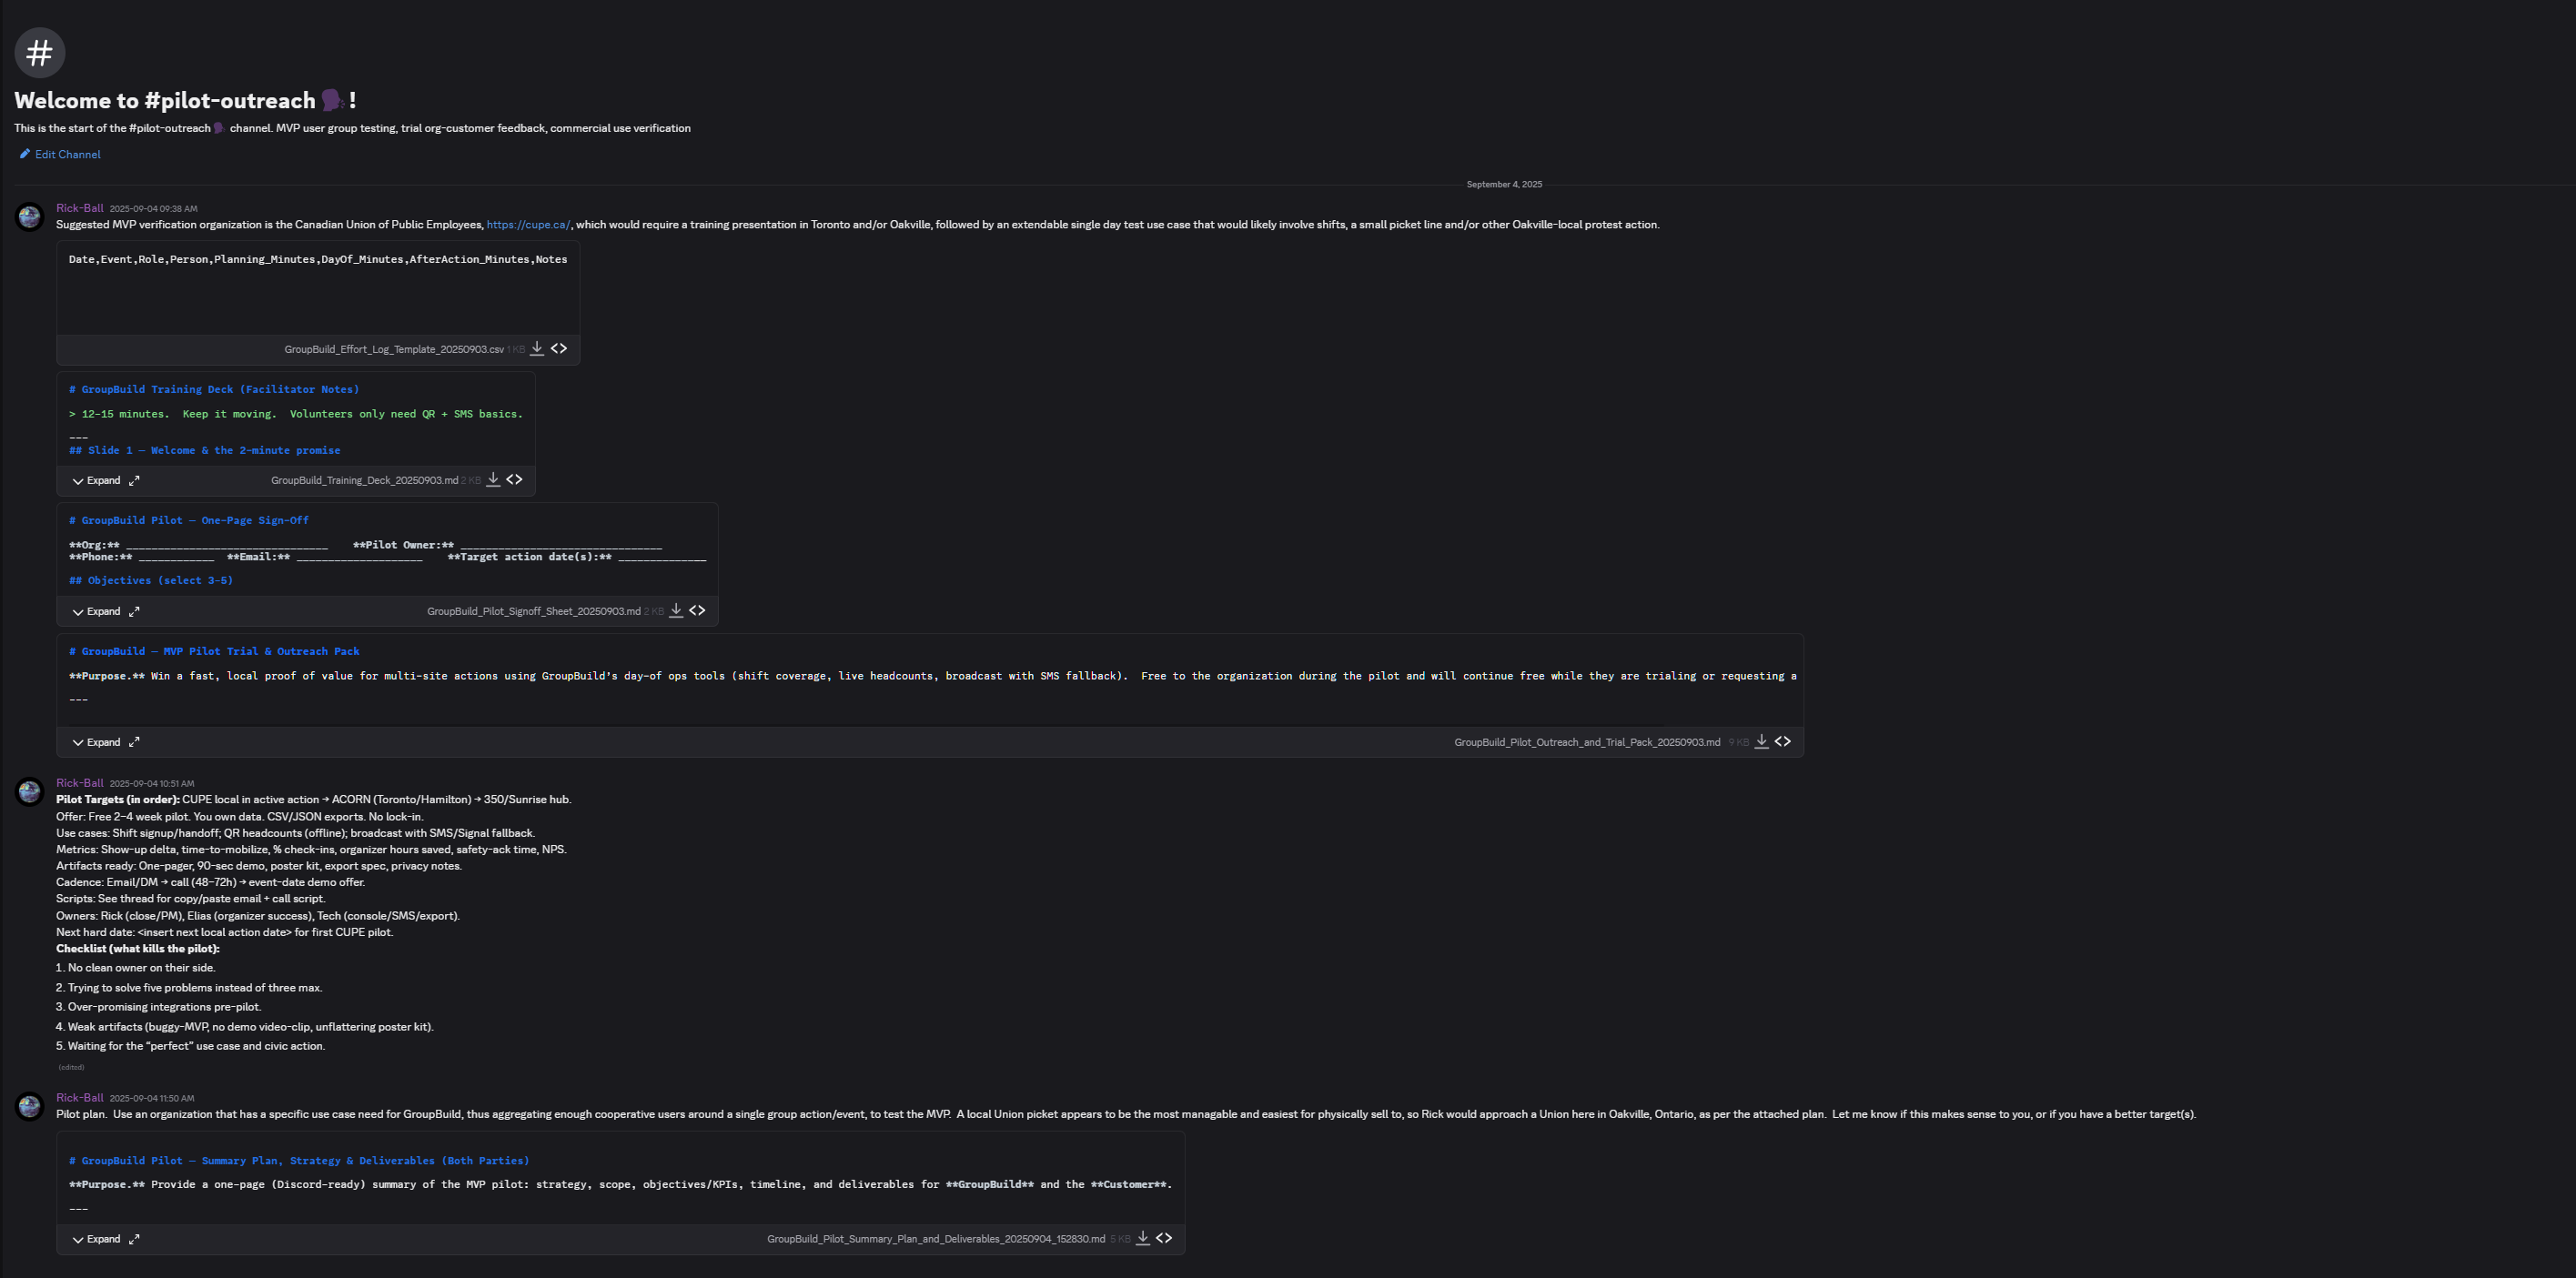 #
Welcome to #pilot-outreach 🗣️!
This is the start of the #pilot-outreach 🗣️ channel. MVP user group testing, trial org-customer feedback, commercial use verification
Edit Channel
September 4, 2025
Rick-Ball 2025-09-04 09:38 AM
Suggested MVP verification organization is the Canadian Union of Public Employees, https://cupe.ca/, which would require a training presentation in Toronto and/or Oakville, followed by an extendable single day test use case that would likely involve shifts, a small picket line and/or other Oakville-local protest action.
Date,Event,Role,Person,Planning_Minutes,DayOf_Minutes,AfterAction_Minutes,Notes
GroupBuild_Effort_Log_Template_20250903.csv 1 KB <>
# GroupBuild Training Deck (Facilitator Notes)
> 12–15 minutes.  Keep it moving.  Volunteers only need QR + SMS basics.
---
## Slide 1 — Welcome & the 2-minute promise
Expand GroupBuild_Training_Deck_20250903.md 2 KB <>
# GroupBuild Pilot — One-Page Sign-Off
**Org:** ________________________________    **Pilot Owner:** ________________________________
**Phone:** ____________  **Email:** ____________________    **Target action date(s):** ______________
## Objectives (select 3–5)
Expand GroupBuild_Pilot_Signoff_Sheet_20250903.md 2 KB <>
# GroupBuild — MVP Pilot Trial & Outreach Pack
**Purpose.** Win a fast, local proof of value for multi-site actions using GroupBuild's day-of ops tools (shift coverage, live headcounts, broadcast with SMS fallback).  Free to the organization during the pilot and will continue free while they are trialing or requesting a
---
Expand GroupBuild_Pilot_Outreach_and_Trial_Pack_20250903.md 9 KB <>
Rick-Ball 2025-09-04 10:51 AM
Pilot Targets (in order): CUPE local in active action → ACORN (Toronto/Hamilton) → 350/Sunrise hub.
Offer: Free 2–4 week pilot. You own data. CSV/JSON exports. No lock-in.
Use cases: Shift signup/handoff; QR headcounts (offline); broadcast with SMS/Signal fallback.
Metrics: Show-up delta, time-to-mobilize, % check-ins, organizer hours saved, safety-ack time, NPS.
Artifacts ready: One-pager, 90-sec demo, poster kit, export spec, privacy notes.
Cadence: Email/DM → call (48–72h) → event-date demo offer.
Scripts: See thread for copy/paste email + call script.
Owners: Rick (close/PM), Elias (organizer success), Tech (console/SMS/export).
Next hard date: <insert next local action date> for first CUPE pilot.
Checklist (what kills the pilot):
1. No clean owner on their side.
2. Trying to solve five problems instead of three max.
3. Over-promising integrations pre-pilot.
4. Weak artifacts (buggy-MVP, no demo video-clip, unflattering poster kit).
5. Waiting for the “perfect” use case and civic action.
(edited)
Rick-Ball 2025-09-04 11:50 AM
Pilot plan.  Use an organization that has a specific use case need for GroupBuild, thus aggregating enough cooperative users around a single group action/event, to test the MVP.  A local Union picket appears to be the most managable and easiest for physically sell to, so Rick would approach a Union here in Oakville, Ontario, as per the attached plan.  Let me know if this makes sense to you, or if you have a better target(s).
# GroupBuild Pilot — Summary Plan, Strategy & Deliverables (Both Parties)
**Purpose.** Provide a one-page (Discord-ready) summary of the MVP pilot: strategy, scope, objectives/KPIs, timeline, and deliverables for **GroupBuild** and the **Customer**.
---
Expand GroupBuild_Pilot_Summary_Plan_and_Deliverables_20250904_152830.md 5 KB <>